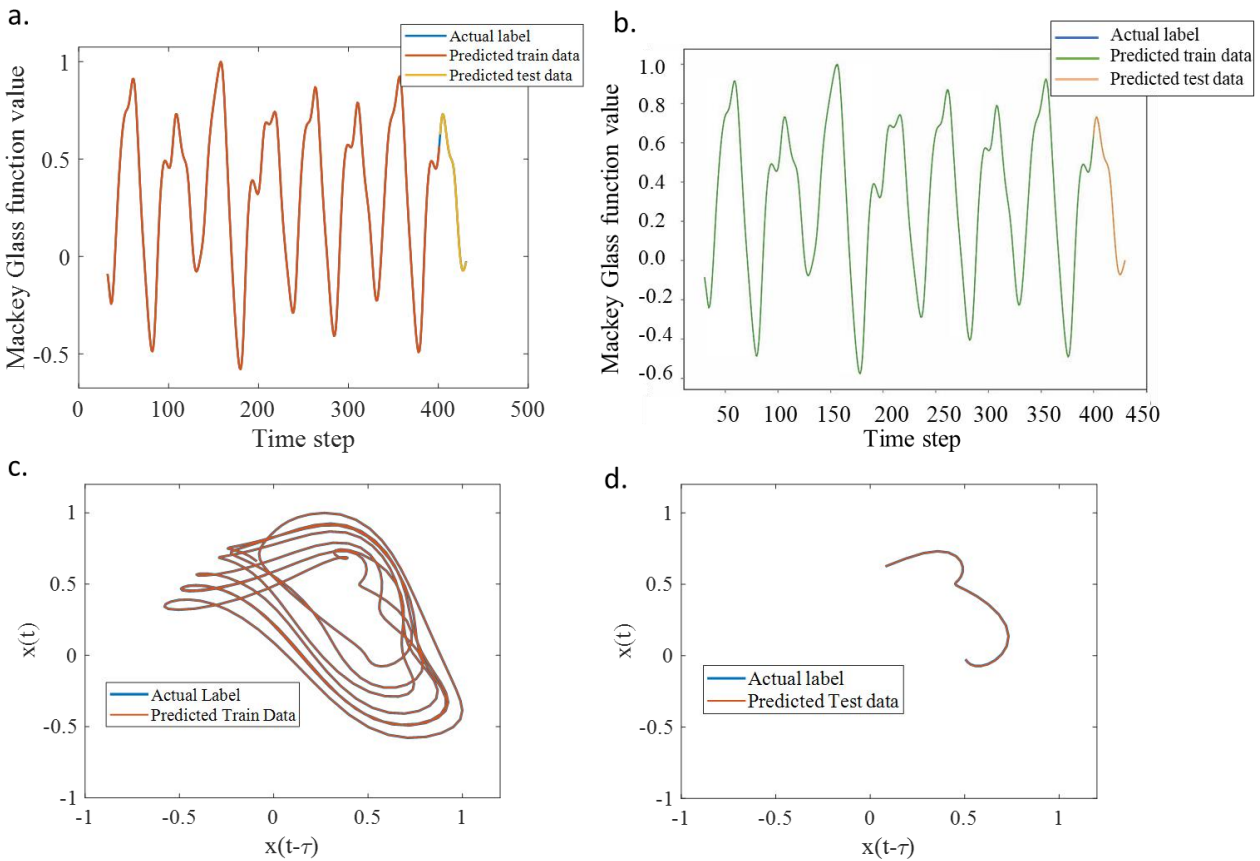 a.
Actual label
Predicted train data
Predicted test data
Mackey Glass function value
1
0.5
0
-0.5
0
100
200
300
400
500
Time step
b.
Actual label
Predicted train data
Predicted test data
Mackey Glass function value
1.0
0.8
0.6
0.4
0.2
0.0
-0.2
-0.4
-0.6
50
100
150
200
250
300
350
400
450
Time step
c.
x(t)
1
0.5
0
-0.5
-1
Actual Label
Predicted Train Data
-1
-0.5
0
0.5
1
x(t-τ)
d.
x(t)
1
0.5
0
-0.5
-1
Actual label
Predicted Test data
-1
-0.5
0
0.5
1
x(t-τ)